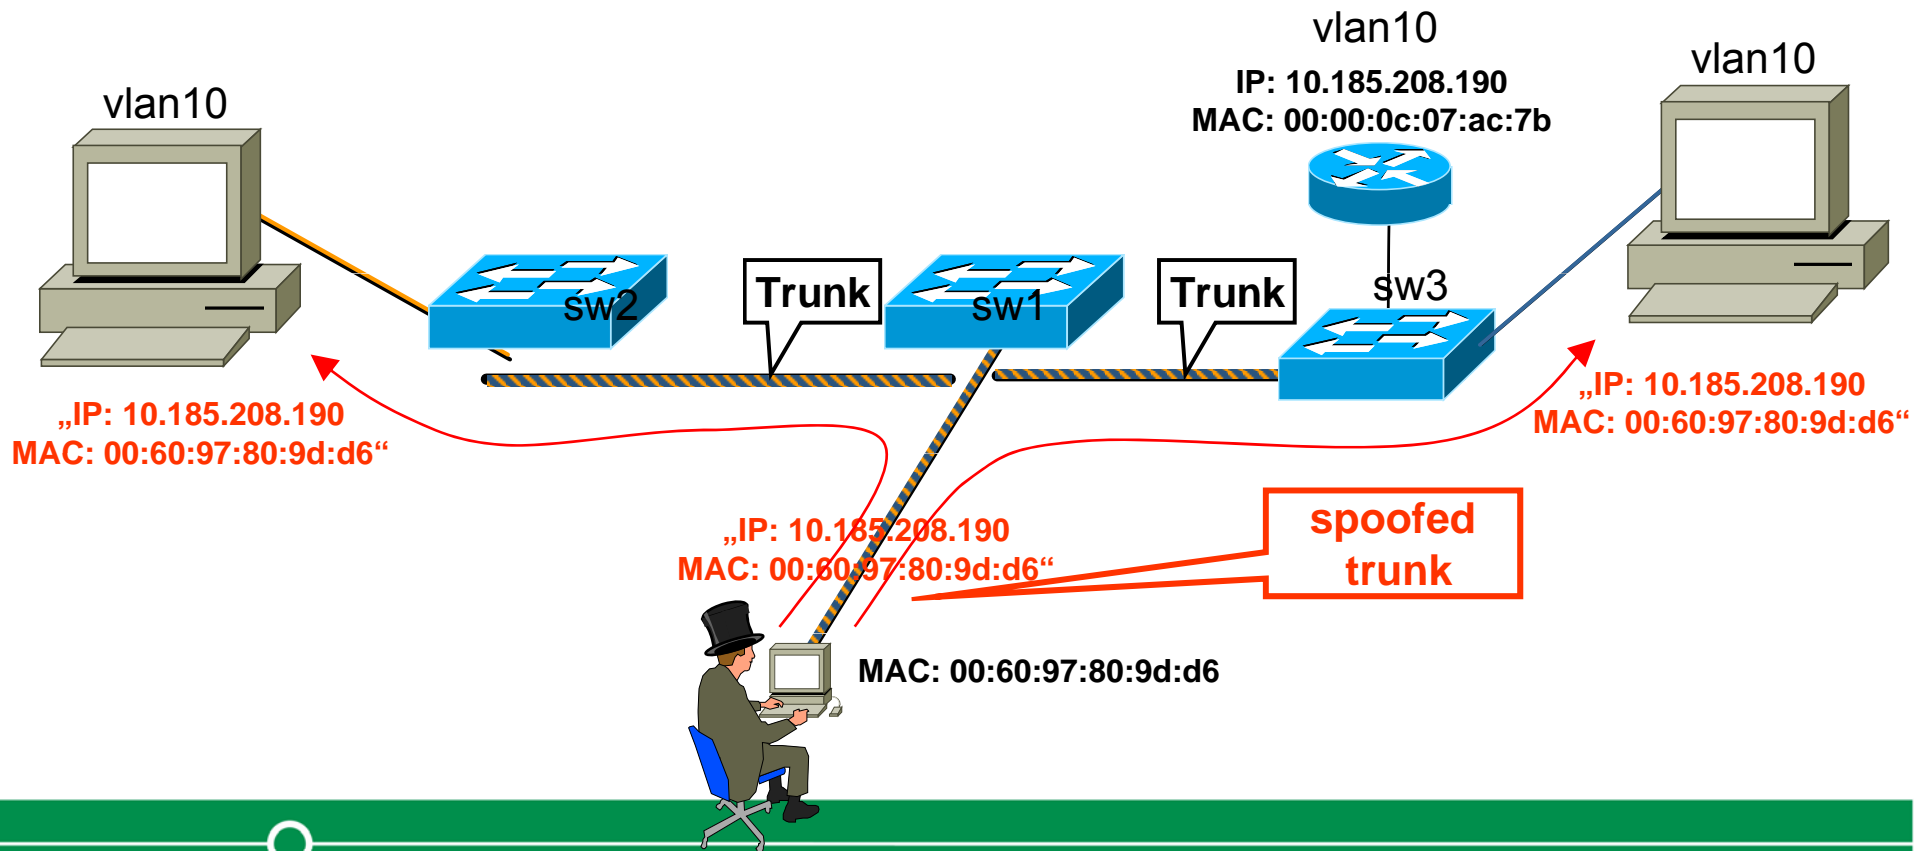 vlan10
IP: 10.185.208.190
MAC: 00:00:0c:07:ac:7b
vlan10
vlan10
Trunk
Trunk
sw2
sw1
sw3
„IP: 10.185.208.190
MAC: 00:60:97:80:9d:d6“
„IP: 10.185.208.190
MAC: 00:60:97:80:9d:d6“
„IP: 10.185.208.190
MAC: 00:60:97:80:9d:d6“
spoofed
trunk
MAC: 00:60:97:80:9d:d6